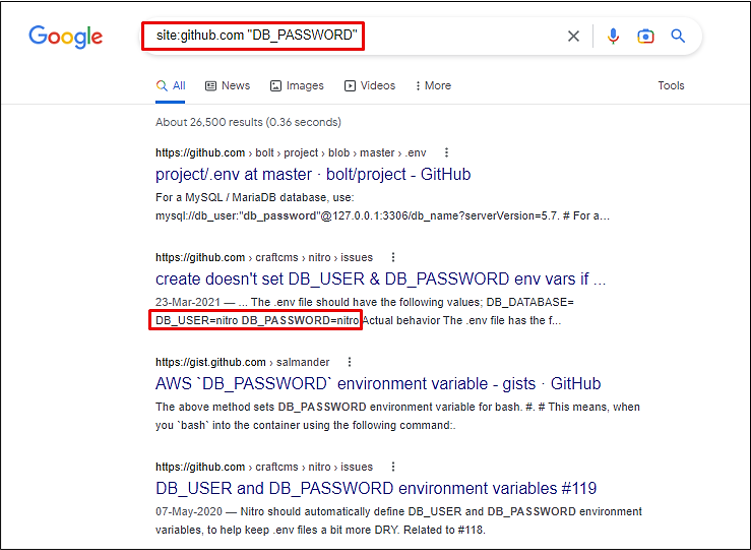 Google
site:github.com "DB_PASSWORD"
All News Images Videos More Tools
About 26,500 results (0.36 seconds)
https://github.com › bolt › project › blob › master › .env
project/.env at master · bolt/project - GitHub
For a MySQL / MariaDB database, use:
mysql://db_user:"db_password"@127.0.0.1:3306/db_name?serverVersion=5.7. # For a...
https://github.com › craftcms › nitro › issues
create doesn't set DB_USER & DB_PASSWORD env vars if ...
23-Mar-2021 — ... The .env file should have the following values; DB_DATABASE=
DB_USER=nitro DB_PASSWORD=nitro Actual behavior The .env file has the f...
https://gist.github.com › salmander
AWS `DB_PASSWORD` environment variable - gists · GitHub
The above method sets DB_PASSWORD environment variable for bash. #. # This means, when
you `bash` into the container using the following command:.
https://github.com › craftcms › nitro › issues
DB_USER and DB_PASSWORD environment variables #119
07-May-2020 — Nitro should automatically define DB_USER and DB_PASSWORD environment
variables, to help keep .env files a bit more DRY. Related to #118.